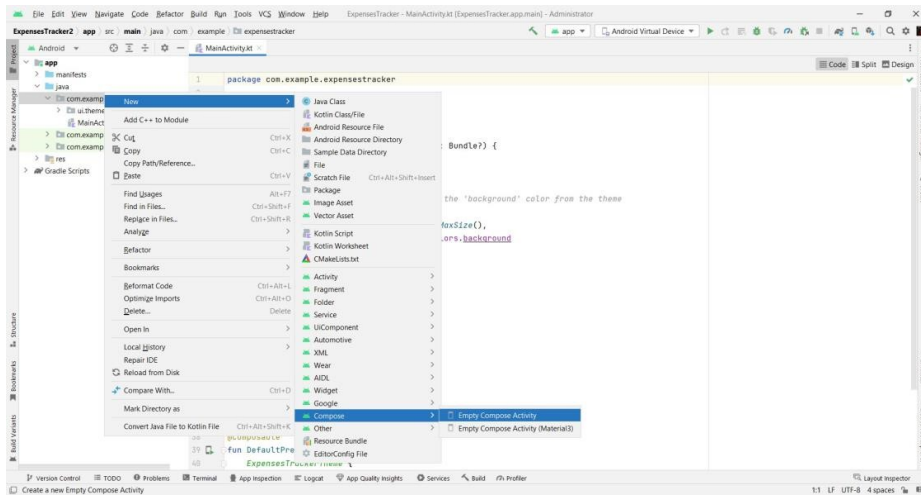 File Edit View Navigate Code Refactor Build Run Tools VCS Window Help ExpensesTracker - MainActivity.kt [ExpensesTracker.app.main] - Administrator
ExpensesTracker2 app src main java com example expensestracker app Android Virtual Device
Android MainActivity.kt
Code Split Design
Project
Resource Manager
Structure
Bookmarks
Build Variants
app
manifests
java
com.examp
ui.theme
MainAct
com.examp
com.examp
res
Gradle Scripts
New
Add C++ to Module
Cut Ctrl+X
Copy Ctrl+C
Copy Path/Reference...
Paste Ctrl+V
Find Usages Alt+F7
Find in Files... Ctrl+Shift+F
Replace in Files... Ctrl+Shift+R
Analyze
Refactor
Bookmarks
Reformat Code Ctrl+Alt+L
Optimize Imports Ctrl+Alt+O
Delete... Delete
Open In
Local History
Repair IDE
Reload from Disk
Compare With... Ctrl+D
Mark Directory as
Convert Java File to Kotlin File Ctrl+Alt+Shift+K
Java Class
Kotlin Class/File
Android Resource File
Android Resource Directory
Sample Data Directory
File
Scratch File Ctrl+Alt+Shift+Insert
Package
Image Asset
Vector Asset
Kotlin Script
Kotlin Worksheet
CMakeLists.txt
Activity
Fragment
Folder
Service
UiComponent
Automotive
XML
Wear
AIDL
Widget
Google
Compose
Other
Resource Bundle
EditorConfig File
Empty Compose Activity
Empty Compose Activity (Material3)
1 package com.example.expensestracker
Bundle?) {
the 'background' color from the theme
MaxSize(),
ors.background
38 @Composable
39 fun DefaultPre
40 ExpensesTrackerTheme {
Version Control TODO Problems Terminal App Inspection Logcat App Quality Insights Services Build Profiler Layout Inspector
Create a new Empty Compose Activity 1:1 LF UTF-8 4 spaces